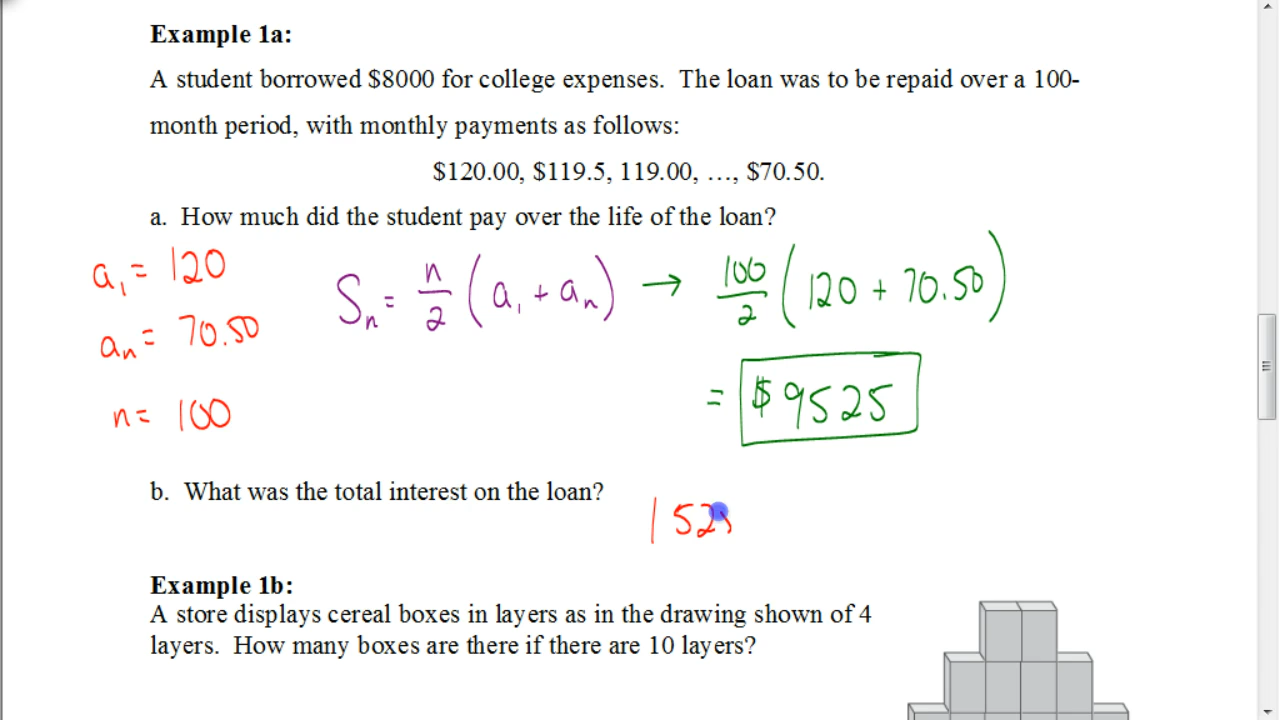 Example 1a:
A student borrowed $8000 for college expenses. The loan was to be repaid over a 100-
month period, with monthly payments as follows:
$120.00, $119.5, 119.00, …, $70.50.
a. How much did the student pay over the life of the loan?
a₁ = 120
aₙ = 70.50
n = 100
Sₙ = n/2 (a₁ + aₙ) → 100/2 (120 + 70.50)
= $9525
b. What was the total interest on the loan?
152
Example 1b:
A store displays cereal boxes in layers as in the drawing shown of 4
layers. How many boxes are there if there are 10 layers?